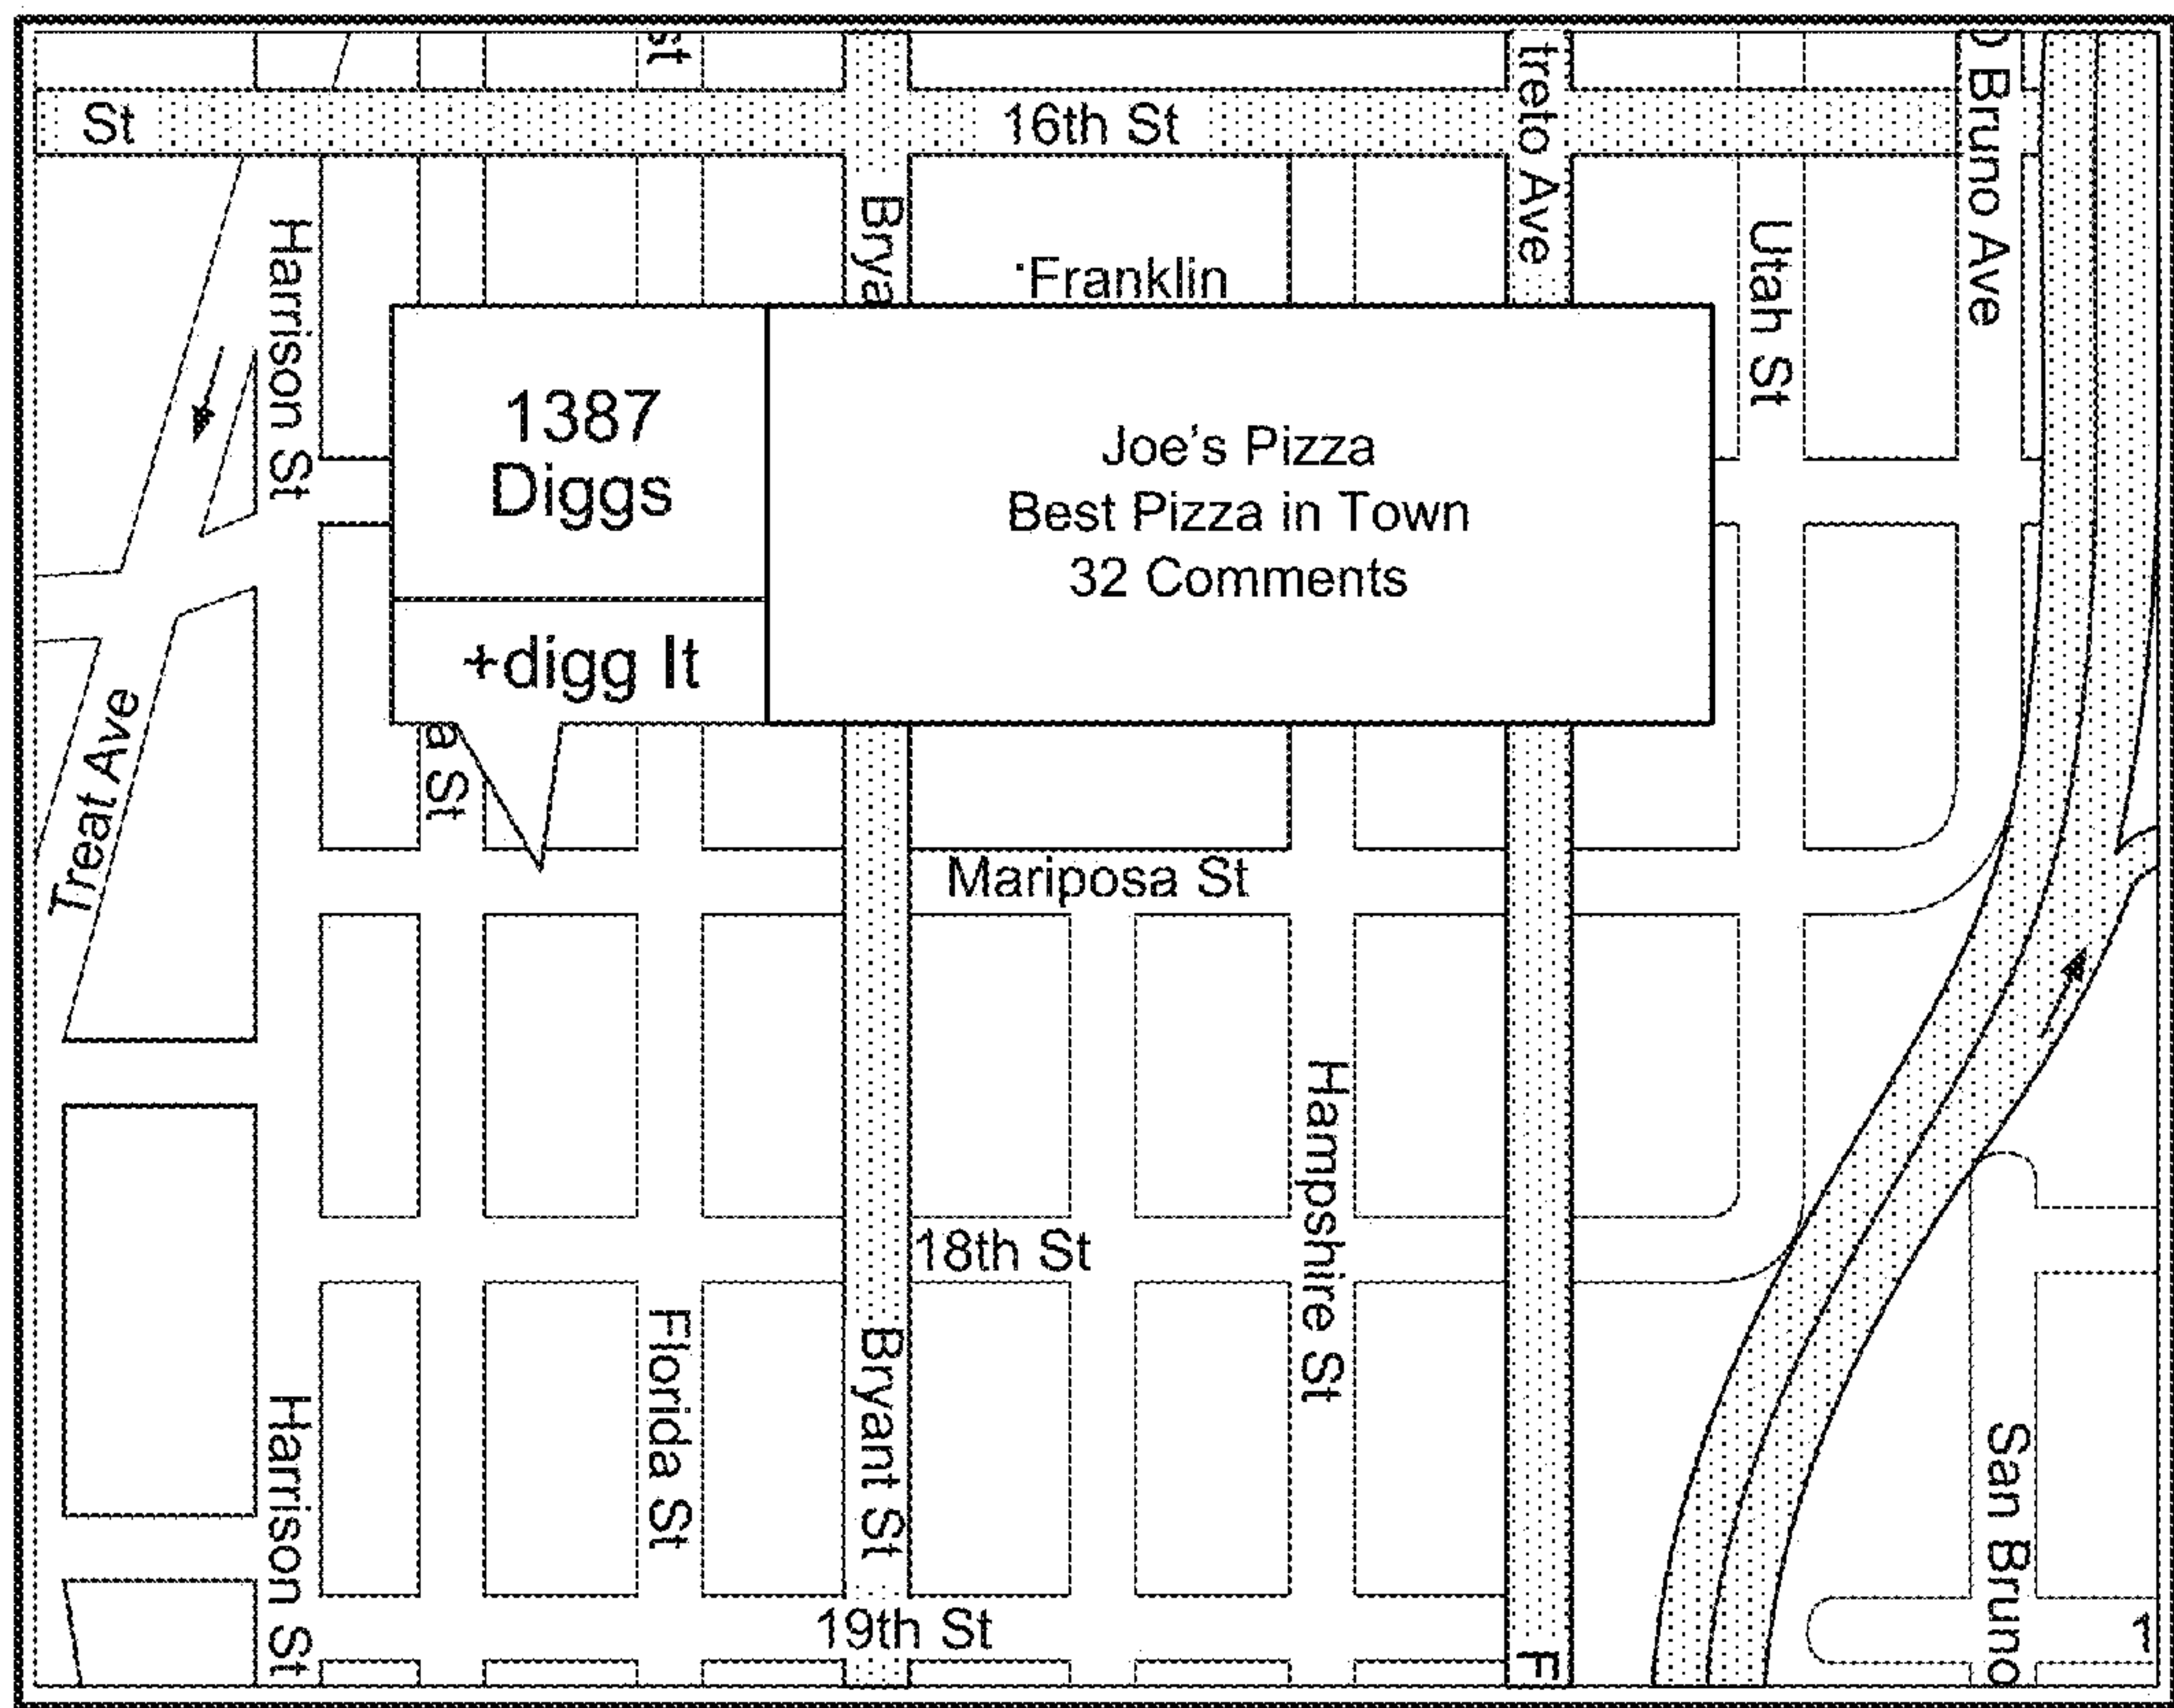 st
St
16th St
treto Ave
Bruno Ave
Harrison St
Brya
Franklin
Utah St
1387
Diggs
Joe's Pizza
Best Pizza in Town
32 Comments
+digg It
Treat Ave
a St
Mariposa St
Hampshire St
18th St
Florida St
Bryant St
Harrison St
San Bruno
19th St
F
1